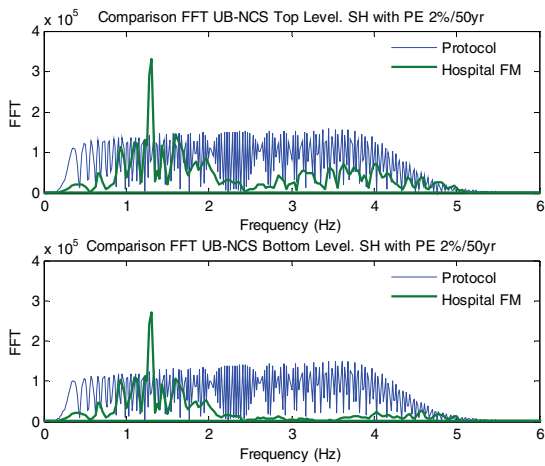 Comparison FFT UB-NCS Top Level. SH with PE 2%/50yr
x 10^5
4
3
2
1
0
FFT
Protocol
Hospital FM
0 1 2 3 4 5 6
Frequency (Hz)
Comparison FFT UB-NCS Bottom Level. SH with PE 2%/50yr
x 10^5
4
3
2
1
0
FFT
Protocol
Hospital FM
0 1 2 3 4 5 6
Frequency (Hz)